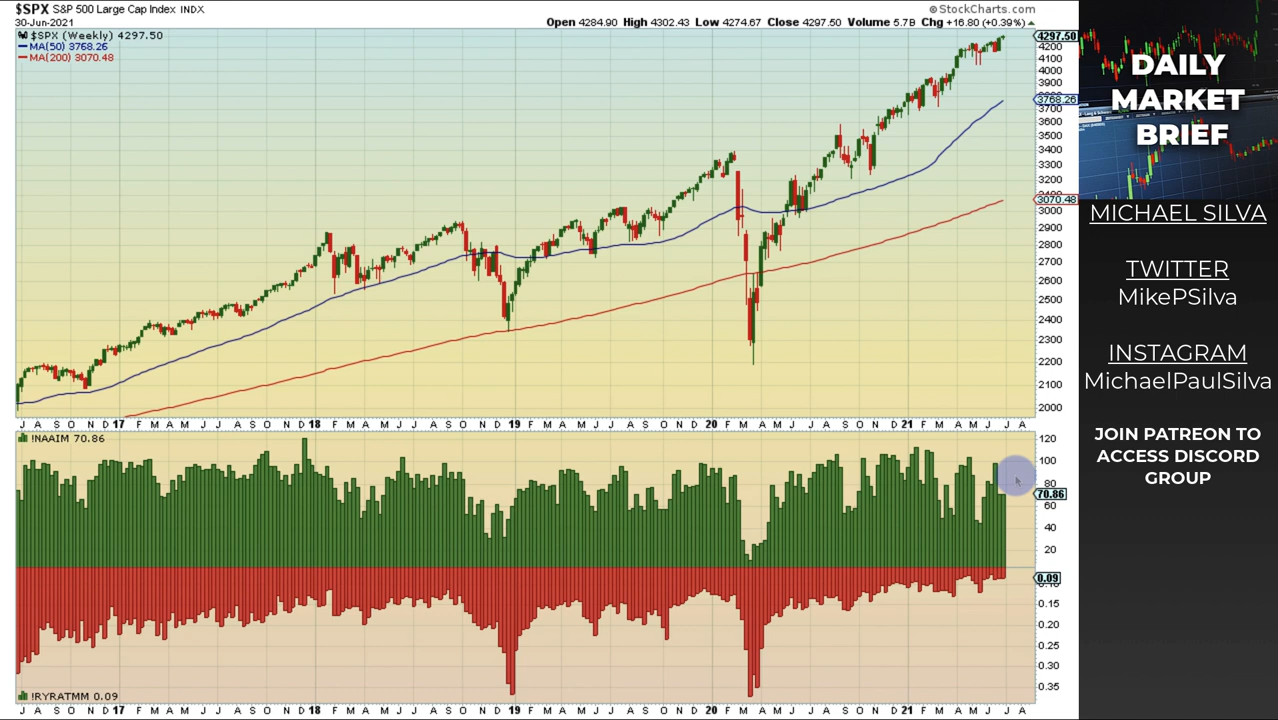 $SPX S&P 500 Large Cap Index INDX
© StockCharts.com
30-Jun-2021
Open 4284.90 High 4302.43 Low 4274.67 Close 4297.50 Volume 5.7B Chg +16.80 (+0.39%)
$SPX (Weekly) 4297.50
MA(50) 3768.26
MA(200) 3070.48
4297.50
4200
4100
4000
3900
3768.26
3700
3600
3500
3400
3300
3200
3070.48
3000
2900
2800
2700
2600
2500
2400
2300
2200
2100
2000
J A S O N D 17 F M A M J J A S O N D 18 F M A M J J A S O N D 19 F M A M J J A S O N D 20 F M A M J J A S O N D 21 F M A M J J A
!NAAIM 70.86
120
100
80
70.86
60
40
20
0.09
0.10
0.15
0.20
0.25
0.30
0.35
!RYRATMM 0.09
J A S O N D 17 F M A M J J A S O N D 18 F M A M J J A S O N D 19 F M A M J J A S O N D 20 F M A M J J A S O N D 21 F M A M J J A
DAILY
MARKET
BRIEF
MICHAEL SILVA
TWITTER
MikePSilva
INSTAGRAM
MichaelPaulSilva
JOIN PATREON TO
ACCESS DISCORD
GROUP